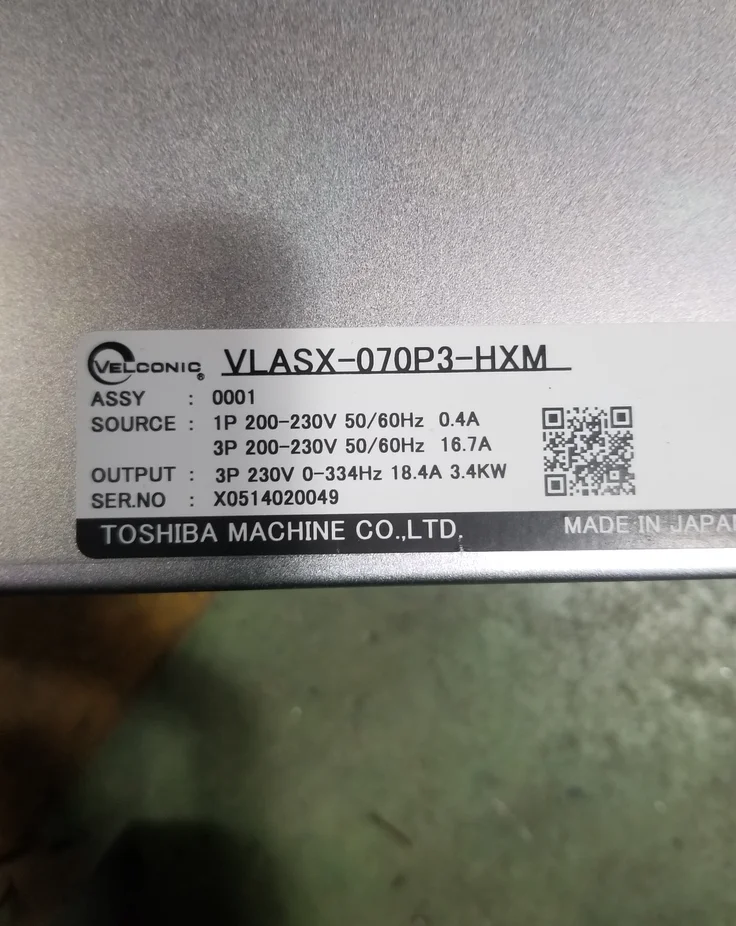 VELCONIC® VLASX-070P3-HXM
ASSY : 0001
SOURCE : 1P 200-230V 50/60Hz 0.4A
3P 200-230V 50/60Hz 16.7A
OUTPUT : 3P 230V 0-334Hz 18.4A 3.4KW
SER.NO : X0514020049
TOSHIBA MACHINE CO.,LTD. MADE IN JAPAN